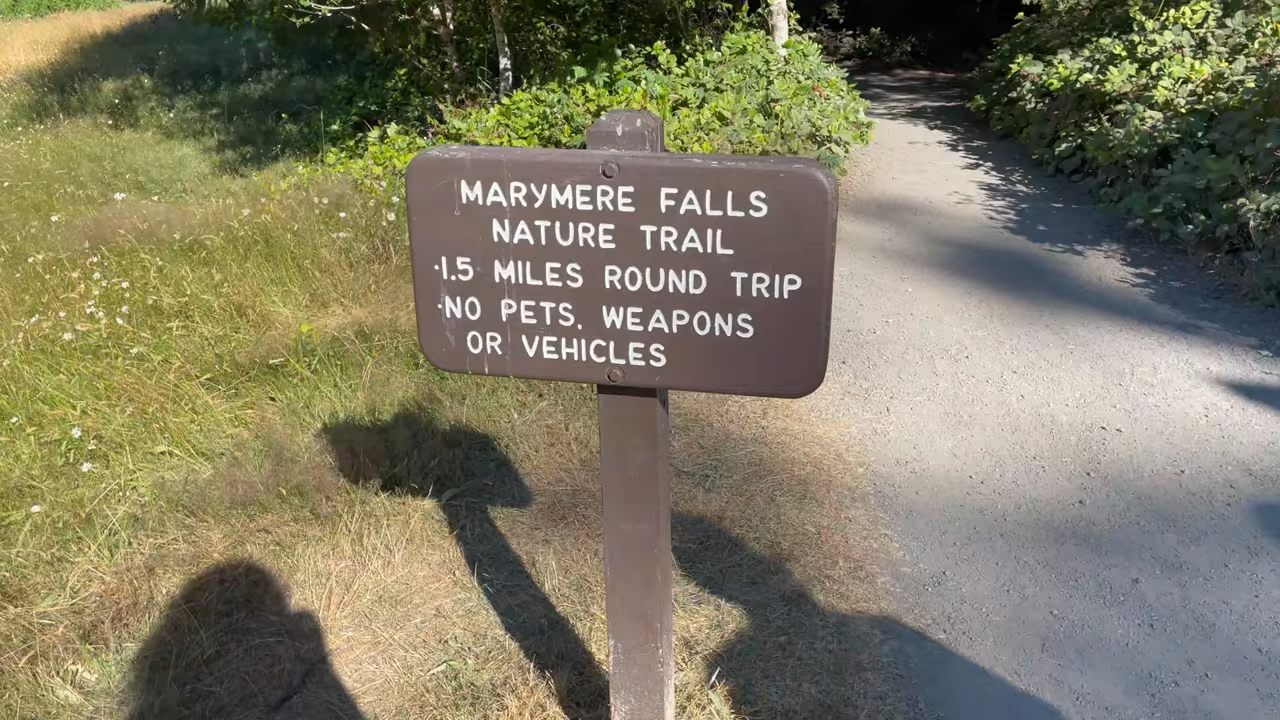 MARYMERE FALLS
NATURE TRAIL
·1.5 MILES ROUND TRIP
·NO PETS, WEAPONS
OR VEHICLES